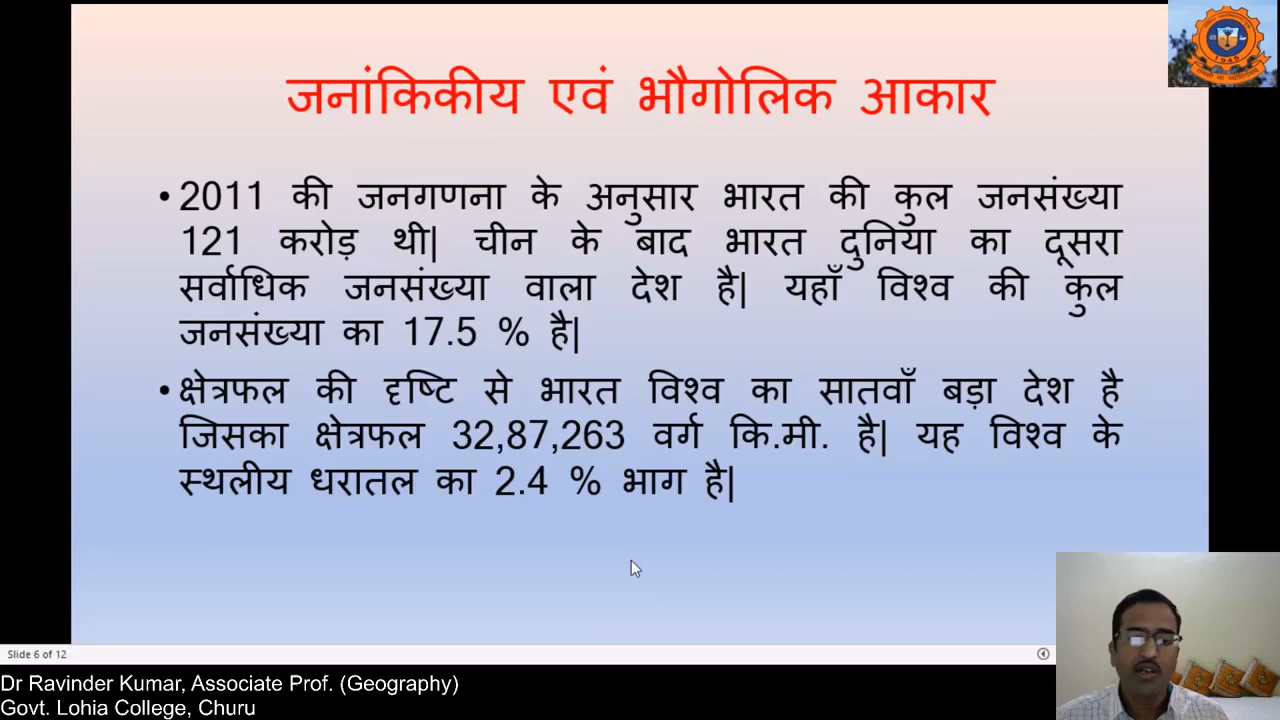 जनांकिकीय एवं भौगोलिक आकार
• 2011 की जनगणना के अनुसार भारत की कुल जनसंख्या
121 करोड़ थी| चीन के बाद भारत दुनिया का दूसरा
सर्वाधिक जनसंख्या वाला देश है| यहाँ विश्व की कुल
जनसंख्या का 17.5 % है|
• क्षेत्रफल की दृष्टि से भारत विश्व का सातवाँ बड़ा देश है
जिसका क्षेत्रफल 32,87,263 वर्ग कि.मी. है| यह विश्व के
स्थलीय धरातल का 2.4 % भाग है|
Slide 6 of 12
Dr Ravinder Kumar, Associate Prof. (Geography)
Govt. Lohia College, Churu
1945